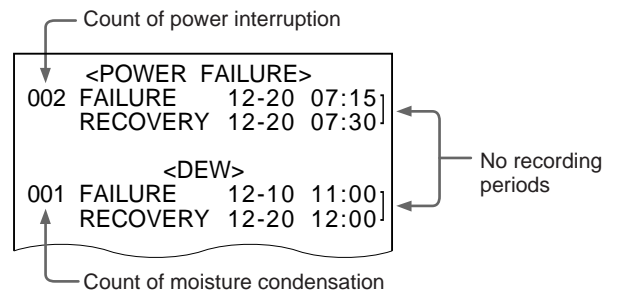 Count of power interruption
<POWER FAILURE>
002 FAILURE 12-20 07:15
RECOVERY 12-20 07:30
<DEW>
001 FAILURE 12-10 11:00
RECOVERY 12-20 12:00
No recording
periods
Count of moisture condensation